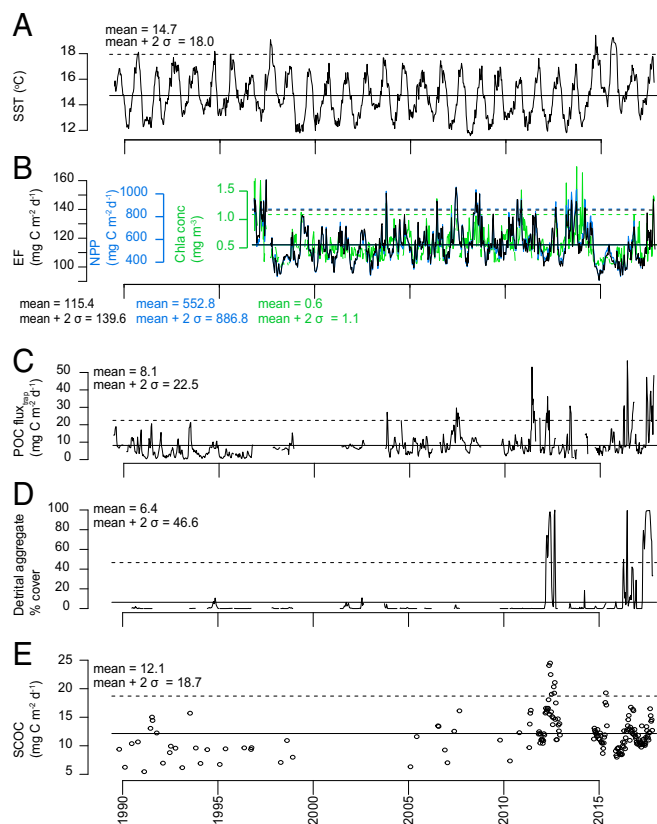 A
mean = 14.7
mean + 2 σ = 18.0
SST (°C)
18
16
14
12
B
EF
(mg C m-2 d-1)
160
140
120
100
NPP
(mg C m-2 d-1)
1000
800
600
400
Chla conc
(mg m-3)
1.5
1.0
0.5
mean = 115.4
mean + 2 σ = 139.6
mean = 552.8
mean + 2 σ = 886.8
mean = 0.6
mean + 2 σ = 1.1
C
mean = 8.1
mean + 2 σ = 22.5
POC flux trap
(mg C m-2 d-1)
50
40
30
20
10
0
D
mean = 6.4
mean + 2 σ = 46.6
Detrital aggregate
% cover
100
80
60
40
20
0
E
mean = 12.1
mean + 2 σ = 18.7
SCOC
(mg C m-2 d-1)
25
20
15
10
5
1990
1995
2000
2005
2010
2015